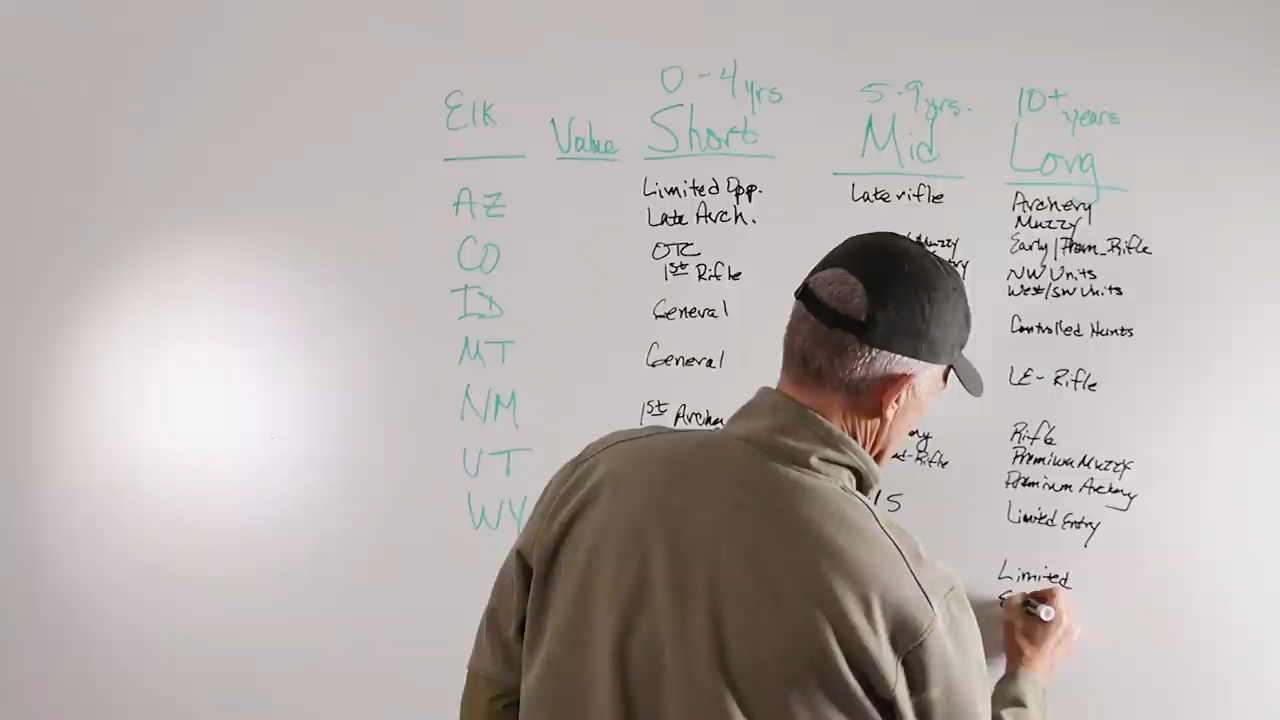 Elk Value 0-4 yrs 5-9 yrs. 10+ years
Short Mid Long
AZ Limited Opp. Late rifle Archery
Late Arch. Muzzy
CO OTC Muzzy Early/Prem. Rifle
1st Rifle NW Units
West/SW Units
ID General Controlled Hunts
MT General LE-Rifle
NM 1st Rifle
Premium Muzzy
Premium Archery
UT Limited Entry
WY Limited